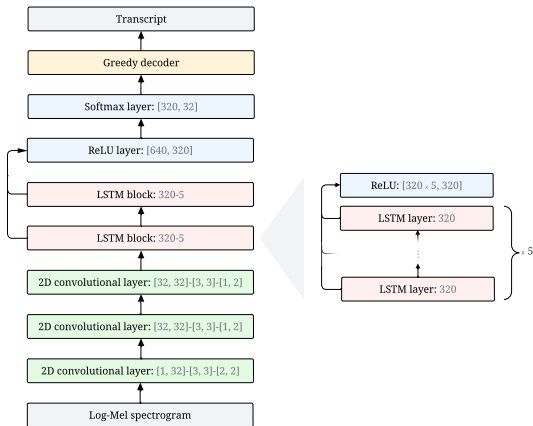 Transcript
Greedy decoder
Softmax layer: [320, 32]
ReLU layer: [640, 320]
LSTM block: 320-5
LSTM block: 320-5
2D convolutional layer: [32, 32]-[3, 3]-[1, 2]
2D convolutional layer: [32, 32]-[3, 3]-[1, 2]
2D convolutional layer: [1, 32]-[3, 3]-[2, 2]
Log-Mel spectrogram
ReLU: [320 × 5, 320]
LSTM layer: 320
⋮
LSTM layer: 320
× 5